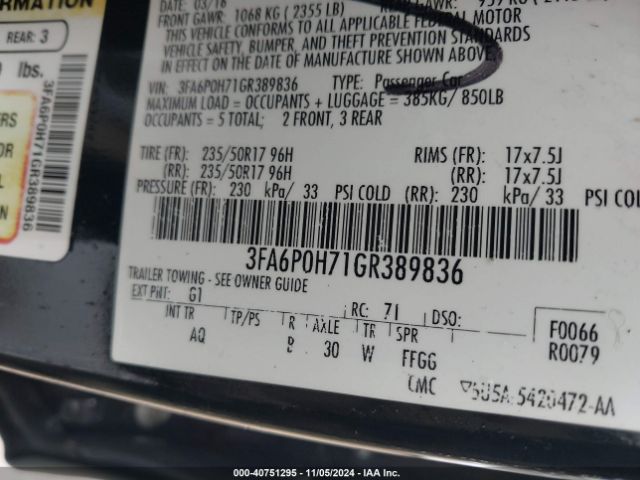 FORMATION
REAR: 3
lbs.
3FA6P0H71GR389836
DATE: 03/16
FRONT GAWR: 1068 KG ( 2355 LB)
THIS VEHICLE CONFORMS TO ALL APPLICABLE FEDERAL MOTOR
VEHICLE SAFETY, BUMPER, AND THEFT PREVENTION STANDARDS
IN EFFECT ON THE DATE OF MANUFACTURE SHOWN ABOVE.
VIN: 3FA6P0H71GR389836 TYPE: Passenger Car
MAXIMUM LOAD = OCCUPANTS + LUGGAGE = 385KG/ 850LB
OCCUPANTS = 5 TOTAL; 2 FRONT, 3 REAR
TIRE (FR): 235/50R17 96H RIMS (FR): 17x7.5J
(RR): 235/50R17 96H (RR): 17x7.5J
PRESSURE (FR): 230 kPa/ 33 PSI COLD (RR): 230 kPa/ 33 PSI COLD
3FA6P0H71GR389836
TRAILER TOWING - SEE OWNER GUIDE
EXT PNT: G1 RC: 71 DSO: F0066
INT TR TP/PS R AXLE TR SPR R0079
AQ B 30 W FFGG
CMC 5U5A-5420472-AA
000-40751295 - 11/05/2024 - IAA Inc.